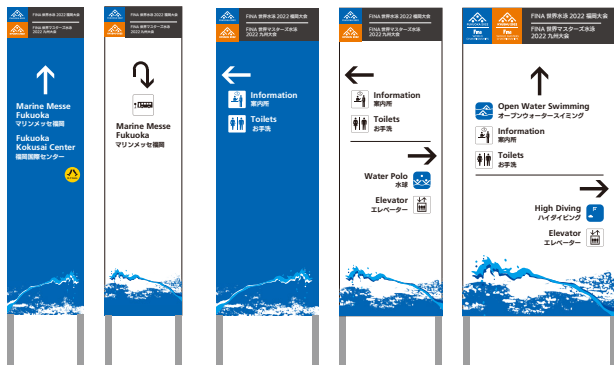 FINA 世界水泳 2022 福岡大会
FINA 世界マスターズ水泳
2022 九州大会
Marine Messe
Fukuoka
マリンメッセ福岡
Fukuoka
Kokusai Center
福岡国際センター
FINA 世界水泳 2022 福岡大会
FINA 世界マスターズ水泳
2022 九州大会
Marine Messe
Fukuoka
マリンメッセ福岡
FINA 世界水泳 2022 福岡大会
FINA 世界マスターズ水泳
2022 九州大会
Information
案内所
Toilets
お手洗
FINA 世界水泳 2022 福岡大会
FINA 世界マスターズ水泳
2022 九州大会
Information
案内所
Toilets
お手洗
Water Polo
水球
Elevator
エレベーター
FINA 世界水泳 2022 福岡大会
FINA 世界マスターズ水泳
2022 九州大会
Open Water Swimming
オープンウォータースイミング
Information
案内所
Toilets
お手洗
High Diving
ハイダイビング
Elevator
エレベーター